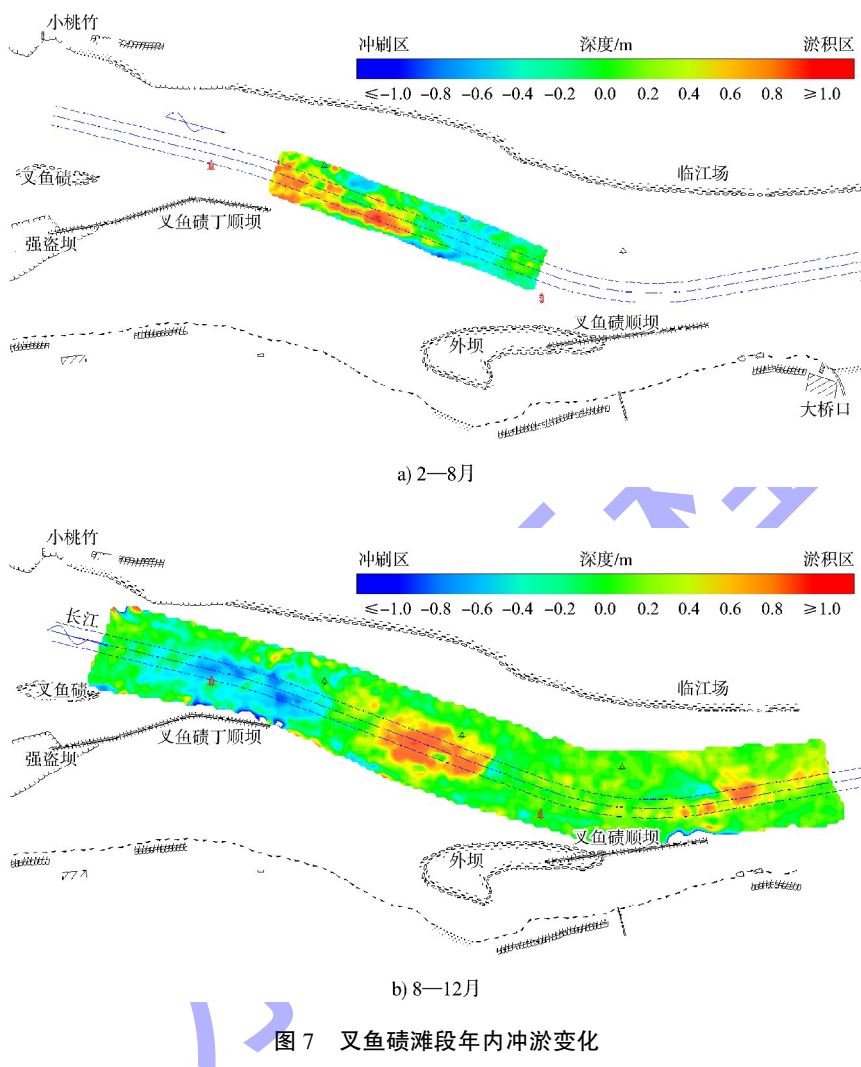 小桃竹
冲刷区 深度/m 淤积区
≤-1.0 -0.8 -0.6 -0.4 -0.2 0.0 0.2 0.4 0.6 0.8 ≥1.0
临江场
叉鱼碛
叉鱼碛丁顺坝
强盗坝
叉鱼碛顺坝
外坝
大桥口
a) 2—8月
小桃竹
冲刷区 深度/m 淤积区
≤-1.0 -0.8 -0.6 -0.4 -0.2 0.0 0.2 0.4 0.6 0.8 ≥1.0
长江
临江场
叉鱼碛
叉鱼碛丁顺坝
强盗坝
叉鱼碛顺坝
外坝
b) 8—12月
图 7 叉鱼碛滩段年内冲淤变化